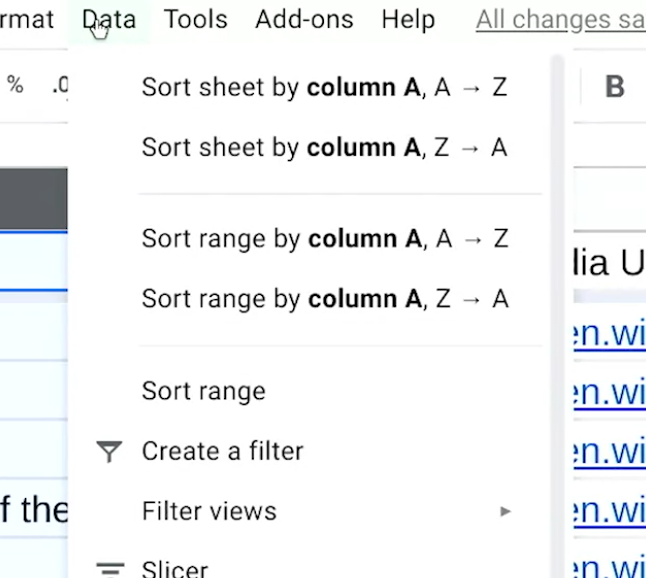 rmat Data Tools Add-ons Help All changes sa
% .0
B
Sort sheet by column A, A → Z
Sort sheet by column A, Z → A
Sort range by column A, A → Z
Sort range by column A, Z → A
Sort range
Create a filter
Filter views
Slicer
f the
lia U
en.wi
en.wi
en.wi
en.wi
en.wi